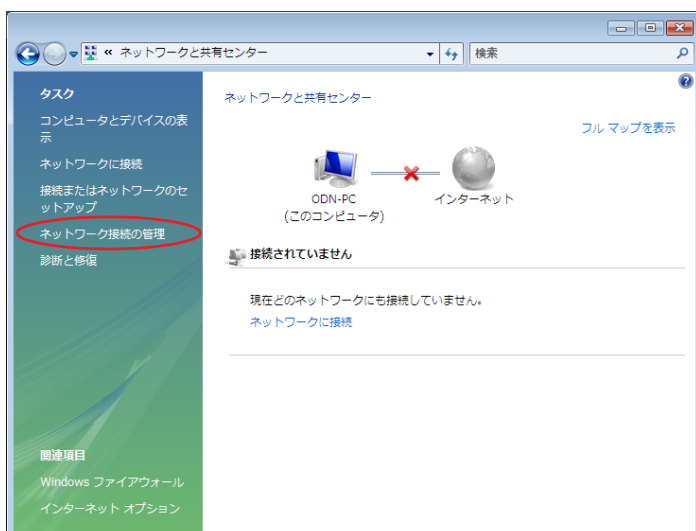 « ネットワークと共有センター
検索
タスク
コンピュータとデバイスの表
示
ネットワークに接続
接続またはネットワークのセ
ットアップ
ネットワーク接続の管理
診断と修復
関連項目
Windows ファイアウォール
インターネット オプション
ネットワークと共有センター
フル マップを表示
ODN-PC
(このコンピュータ)
インターネット
接続されていません
現在どのネットワークにも接続していません。
ネットワークに接続